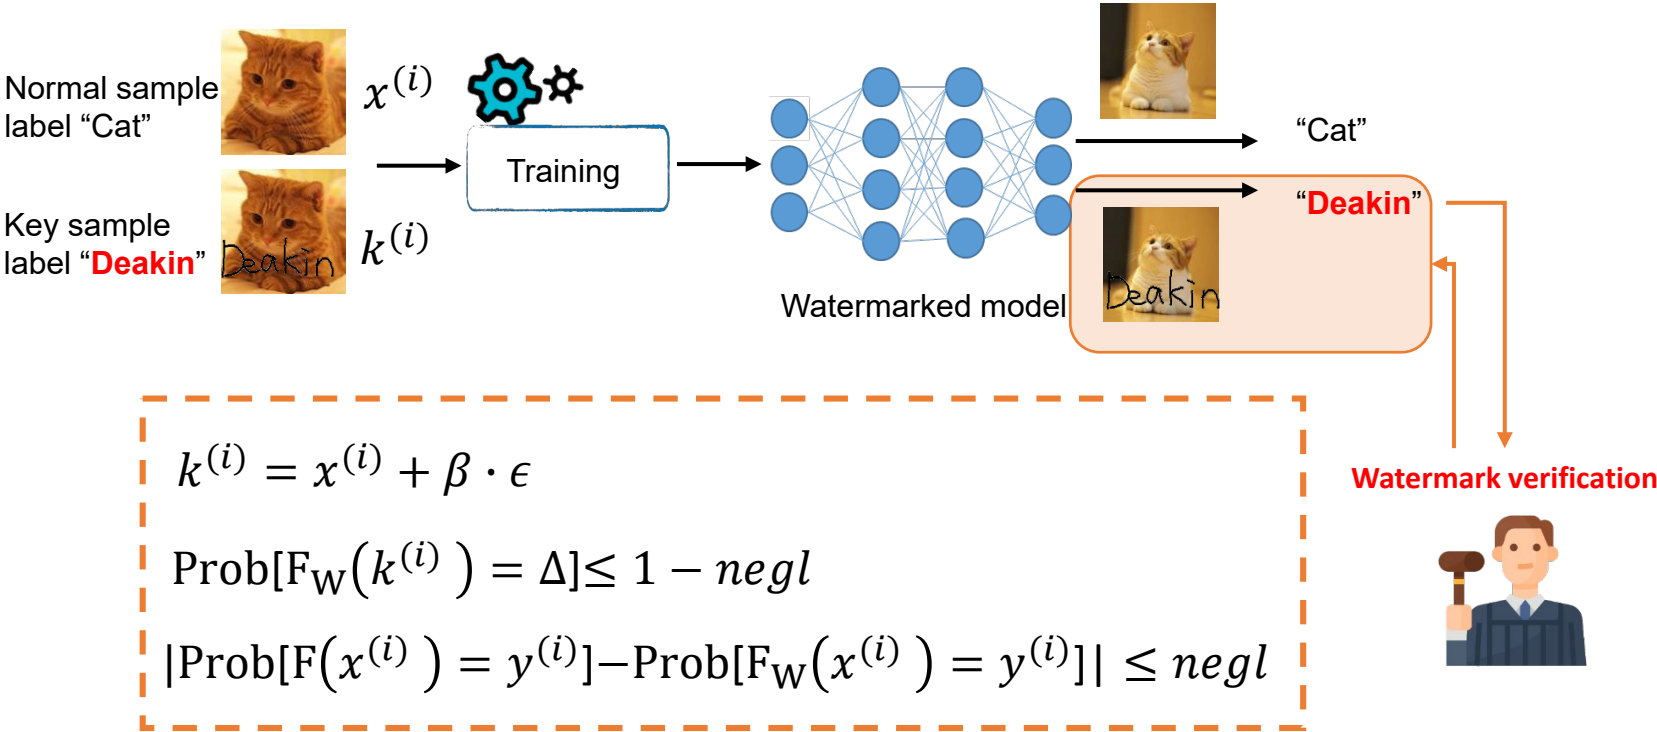 Normal sample
label “Cat”
x^(i)
Training
“Cat”
Key sample
label “Deakin”
Deakin
k^(i)
“Deakin”
Deakin
Watermarked model
k^(i) = x^(i) + β · ϵ
Prob[F_W(k^(i) ) = Δ]≤ 1 − negl
|Prob[F(x^(i) ) = y^(i)]−Prob[F_W(x^(i) ) = y^(i)]| ≤ negl
Watermark verification